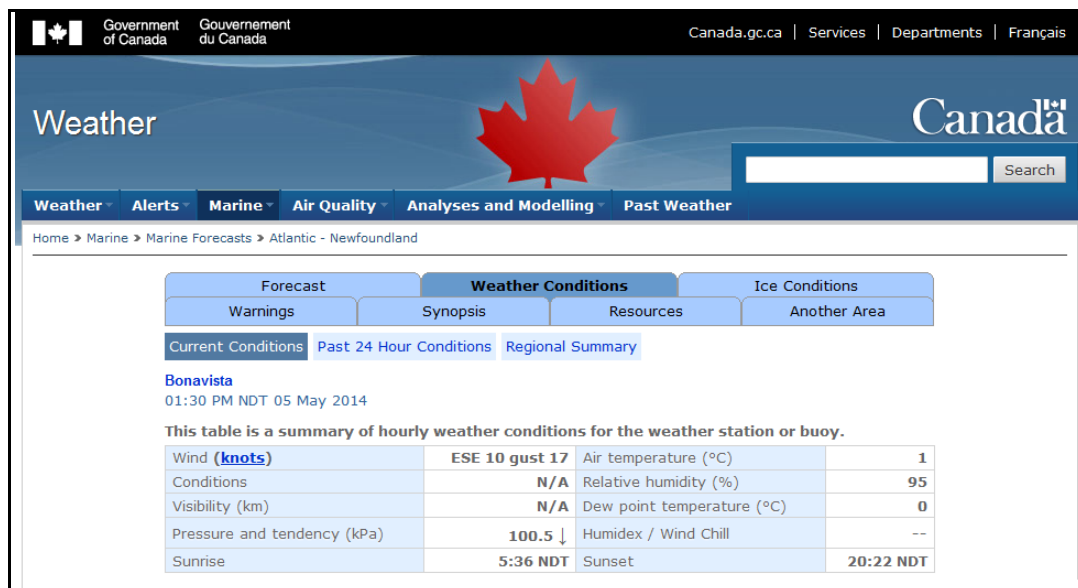 Government of Canada Gouvernement du Canada Canada.gc.ca | Services | Departments | Français
Weather Canada
Search
Weather Alerts Marine Air Quality Analyses and Modelling Past Weather
Home > Marine > Marine Forecasts > Atlantic - Newfoundland
Forecast Weather Conditions Ice Conditions
Warnings Synopsis Resources Another Area
Current Conditions Past 24 Hour Conditions Regional Summary
Bonavista
01:30 PM NDT 05 May 2014
This table is a summary of hourly weather conditions for the weather station or buoy.
Wind (knots) ESE 10 gust 17 Air temperature (°C) 1
Conditions N/A Relative humidity (%) 95
Visibility (km) N/A Dew point temperature (°C) 0
Pressure and tendency (kPa) 100.5 ↓ Humidex / Wind Chill --
Sunrise 5:36 NDT Sunset 20:22 NDT